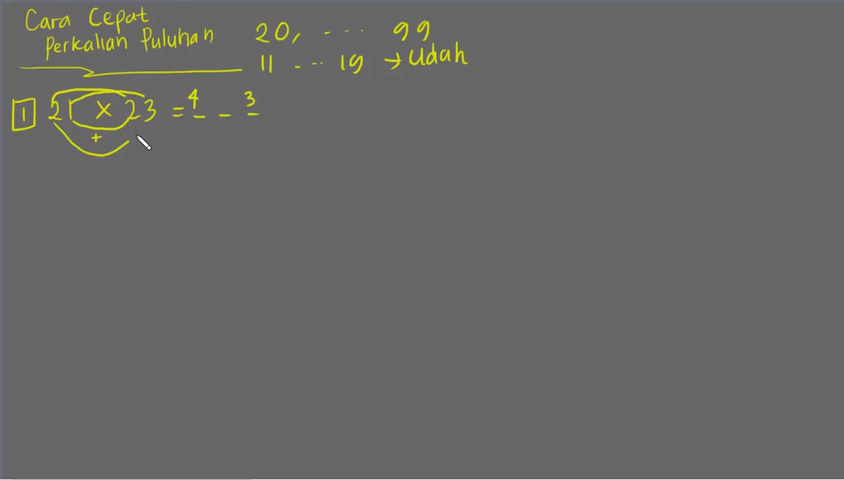 Cara Cepat
Perkalian Puluhan
20, ... 99
11 ... 19 → Udah
1 21 x 23 = 4 _ 3
+